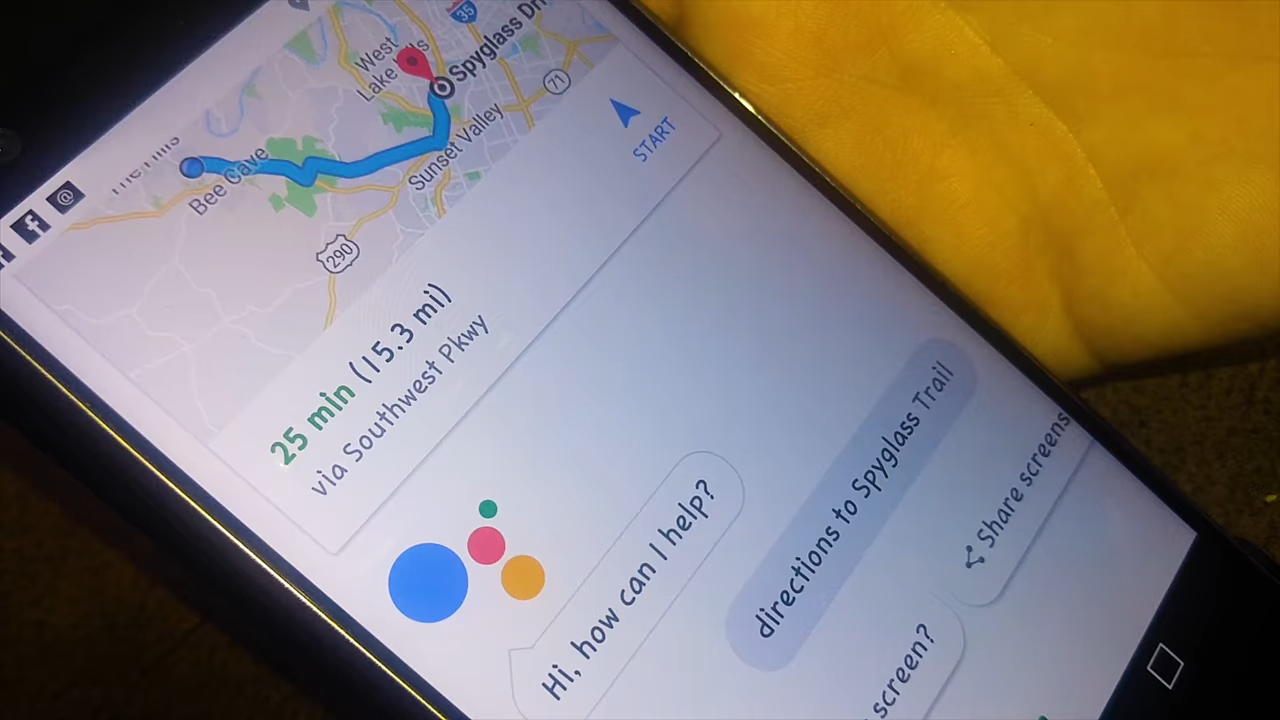 35
Spyglass Dr
West
Lake
71
Sunset Valley
Bee Cave
290
START
25 min (15.3 mi)
via Southwest Pkwy
Hi, how can I help?
directions to Spyglass Trail
screen?
Share screens